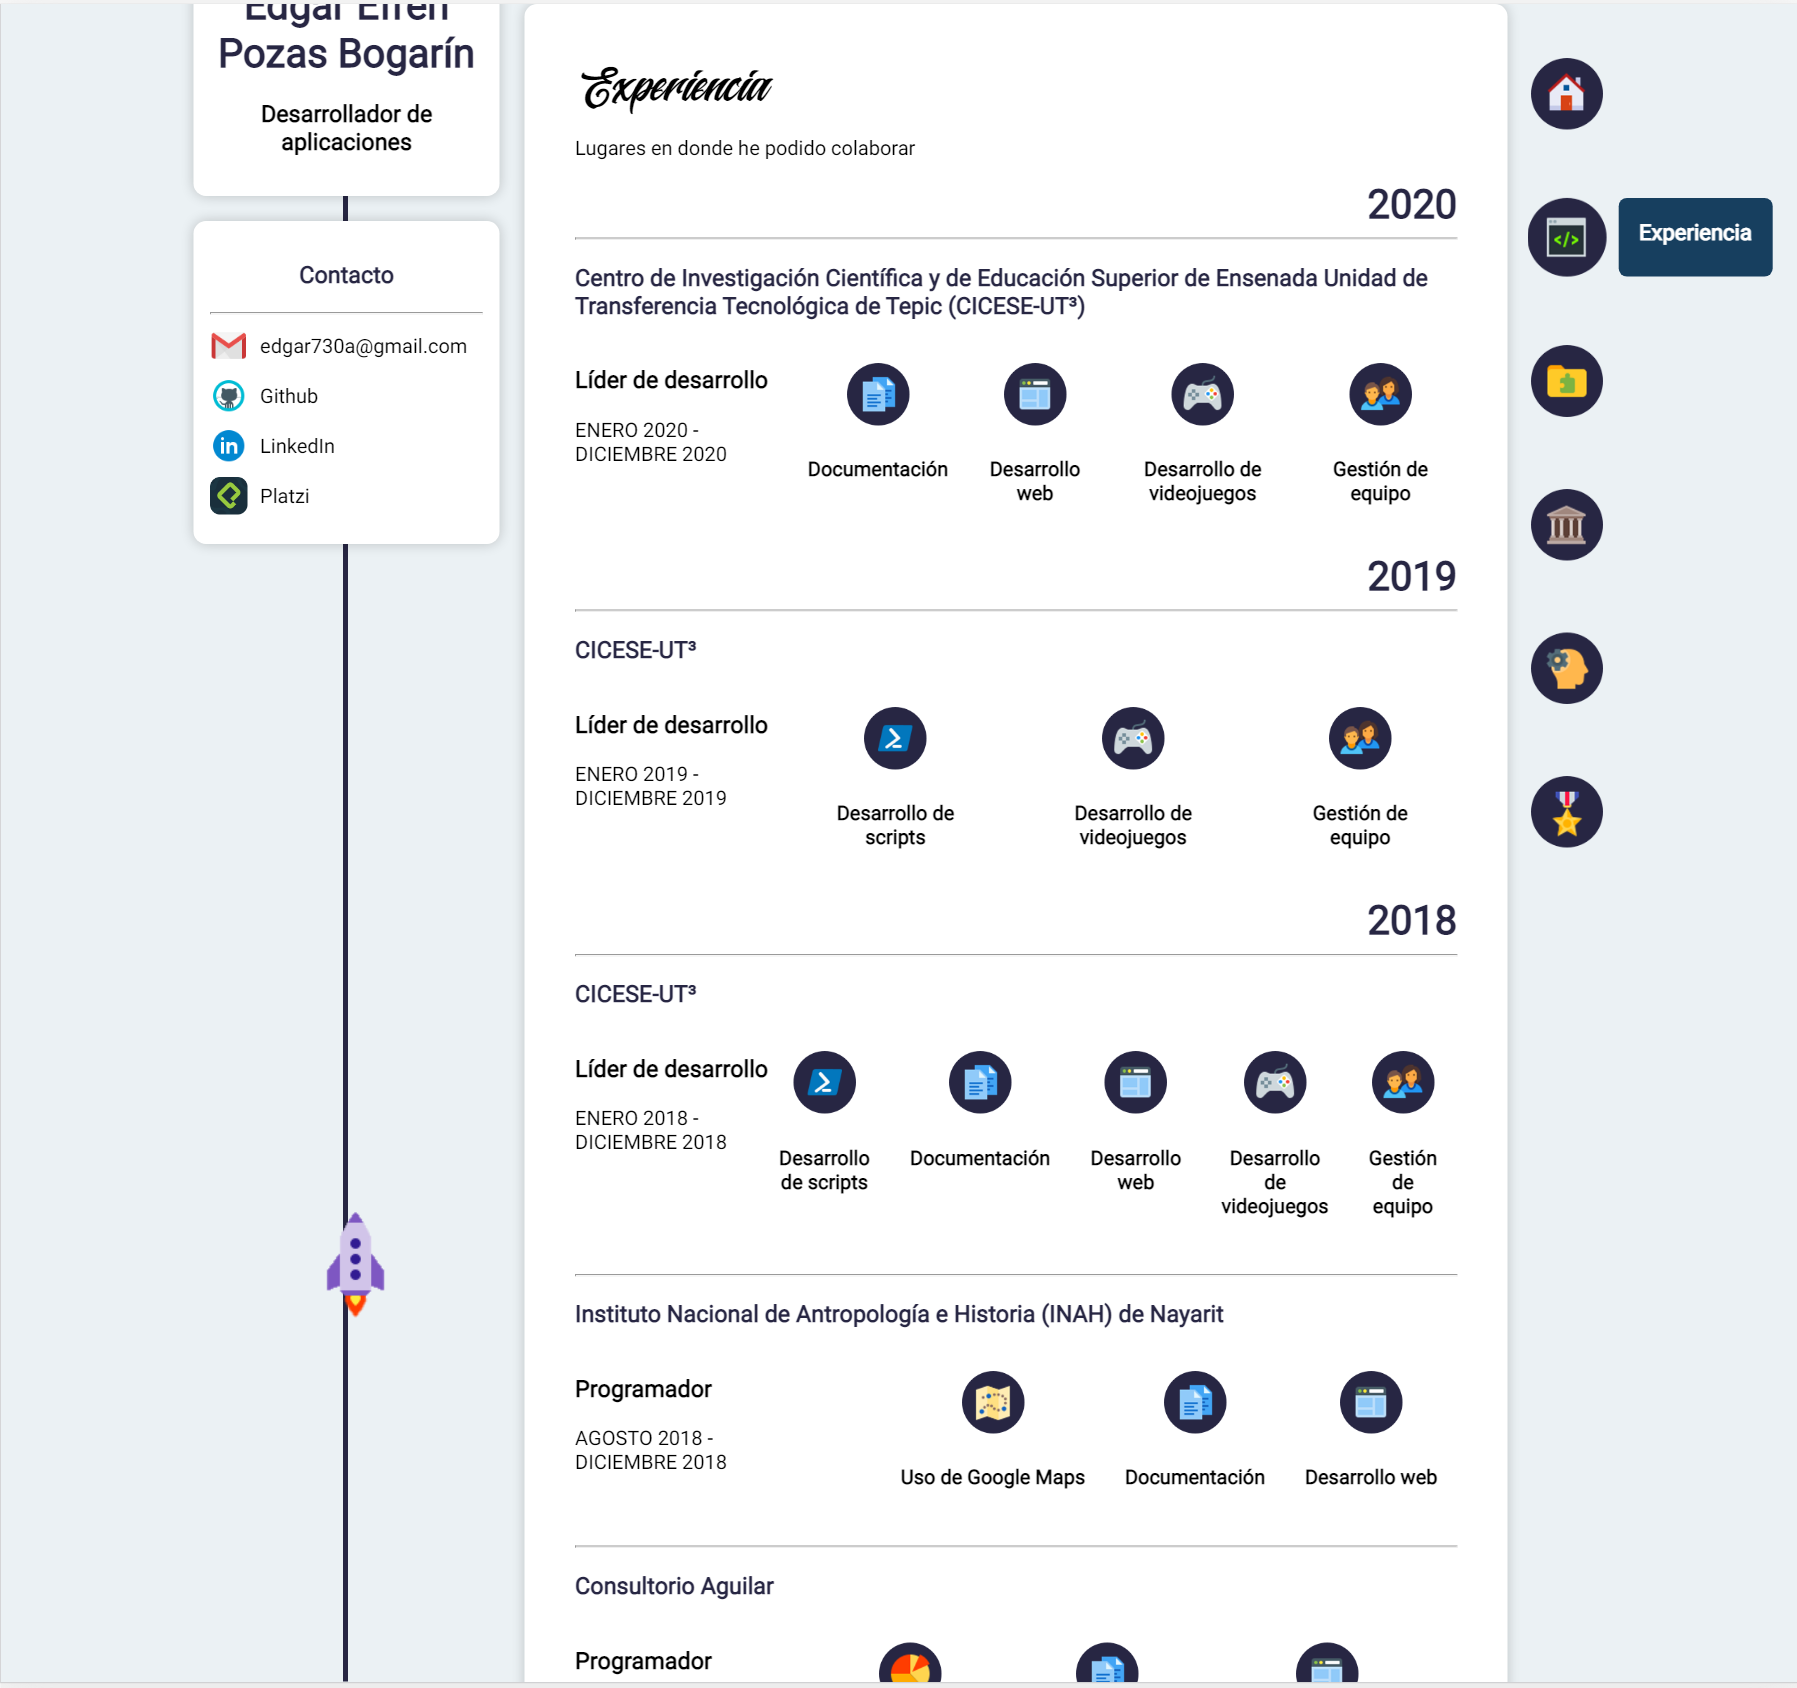 Edgar Efren
Pozas Bogarín
Desarrollador de
aplicaciones
Contacto
edgar730a@gmail.com
Github
LinkedIn
Platzi
Experiencia
Lugares en donde he podido colaborar
2020
Centro de Investigación Científica y de Educación Superior de Ensenada Unidad de
Transferencia Tecnológica de Tepic (CICESE-UT³)
Líder de desarrollo
ENERO 2020 -
DICIEMBRE 2020
Documentación
Desarrollo
web
Desarrollo de
videojuegos
Gestión de
equipo
2019
CICESE-UT³
Líder de desarrollo
ENERO 2019 -
DICIEMBRE 2019
Desarrollo de
scripts
Desarrollo de
videojuegos
Gestión de
equipo
2018
CICESE-UT³
Líder de desarrollo
ENERO 2018 -
DICIEMBRE 2018
Desarrollo
de scripts
Documentación
Desarrollo
web
Desarrollo
de
videojuegos
Gestión
de
equipo
Instituto Nacional de Antropología e Historia (INAH) de Nayarit
Programador
AGOSTO 2018 -
DICIEMBRE 2018
Uso de Google Maps
Documentación
Desarrollo web
Consultorio Aguilar
Programador
Experiencia